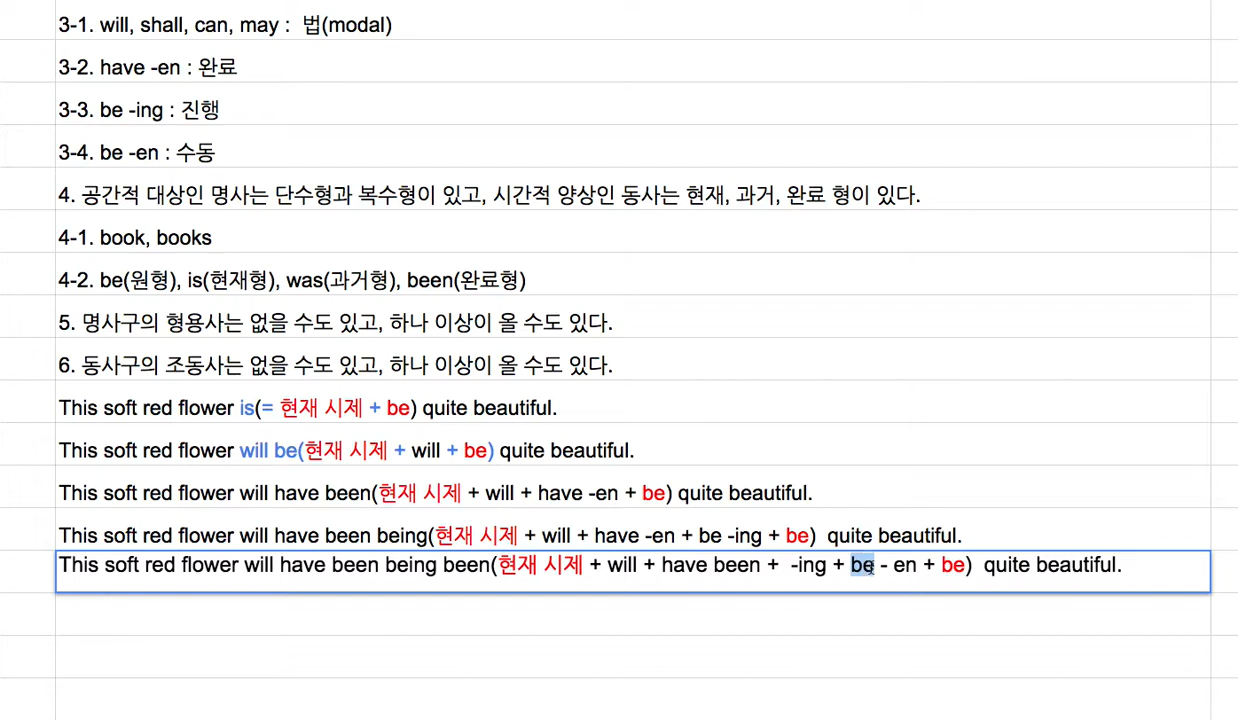 3-1. will, shall, can, may :  법(modal)
3-2. have -en : 완료
3-3. be -ing : 진행
3-4. be -en : 수동
4. 공간적 대상인 명사는 단수형과 복수형이 있고, 시간적 양상인 동사는 현재, 과거, 완료 형이 있다.
4-1. book, books
4-2. be(원형), is(현재형), was(과거형), been(완료형)
5. 명사구의 형용사는 없을 수도 있고, 하나 이상이 올 수도 있다.
6. 동사구의 조동사는 없을 수도 있고, 하나 이상이 올 수도 있다.
This soft red flower is(= 현재 시제 + be) quite beautiful.
This soft red flower will be(현재 시제 + will + be) quite beautiful.
This soft red flower will have been(현재 시제 + will + have -en + be) quite beautiful.
This soft red flower will have been being(현재 시제 + will + have -en + be -ing + be)  quite beautiful.
This soft red flower will have been being been(현재 시제 + will + have been +  -ing + be - en + be)  quite beautiful.